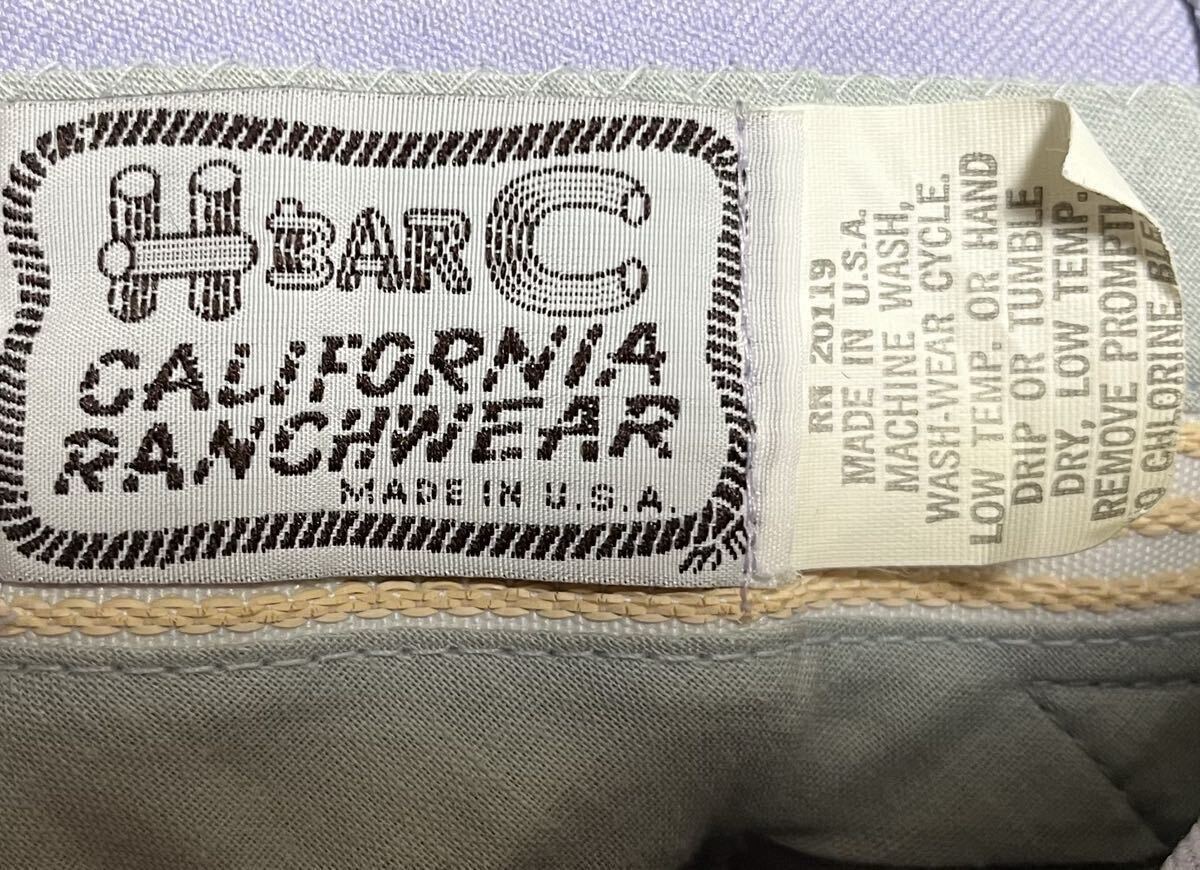 H BAR C
CALIFORNIA
RANCHWEAR
MADE IN U.S.A.
RN 20119
MADE IN U.S.A.
MACHINE WASH,
WASH-WEAR CYCLE.
LOW TEMP. OR HAND
DRIP OR TUMBLE
DRY, LOW TEMP.
REMOVE
CHLORINE